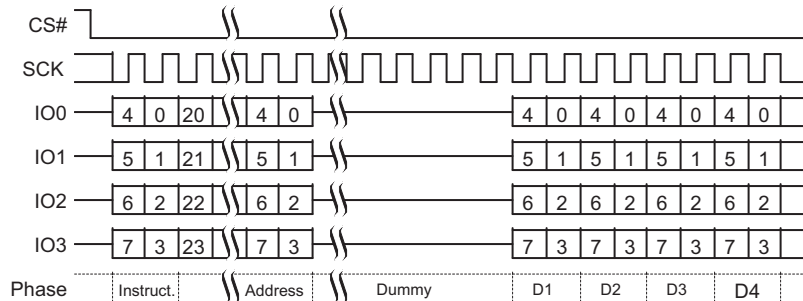 CS#
SCK
IO0 4 0 20 4 0 4 0 4 0 4 0 4 0
IO1 5 1 21 5 1 5 1 5 1 5 1 5 1
IO2 6 2 22 6 2 6 2 6 2 6 2 6 2
IO3 7 3 23 7 3 7 3 7 3 7 3 7 3
Phase Instruct. Address Dummy D1 D2 D3 D4